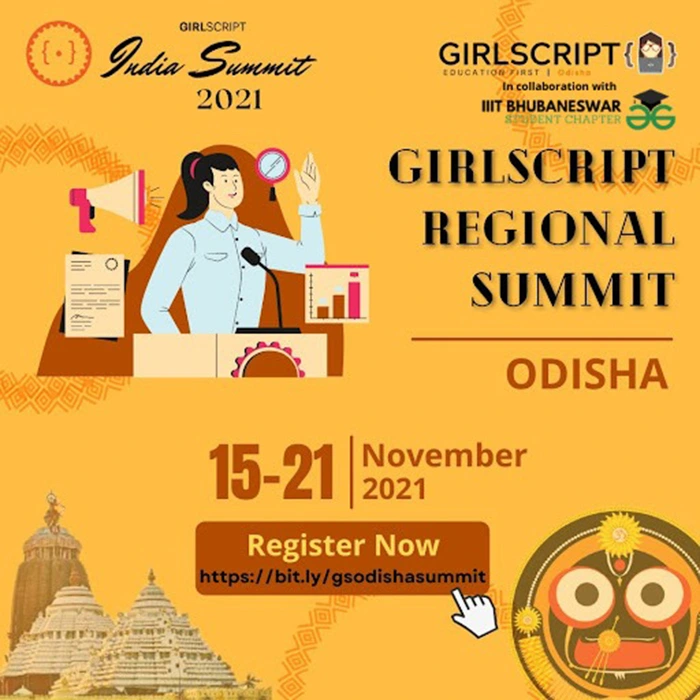 GIRLSCRIPT
India Summit
2021
GIRLSCRIPT
EDUCATION FIRST | Odisha
In collaboration with
IIIT BHUBANESWAR
STUDENT CHAPTER
GIRLSCRIPT
REGIONAL
SUMMIT
ODISHA
15-21
November
2021
Register Now
https://bit.ly/gsodishasummit